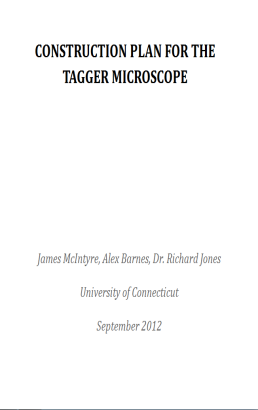 CONSTRUCTION PLAN FOR THE
TAGGER MICROSCOPE
James McIntyre, Alex Barnes, Dr. Richard Jones
University of Connecticut
September 2012